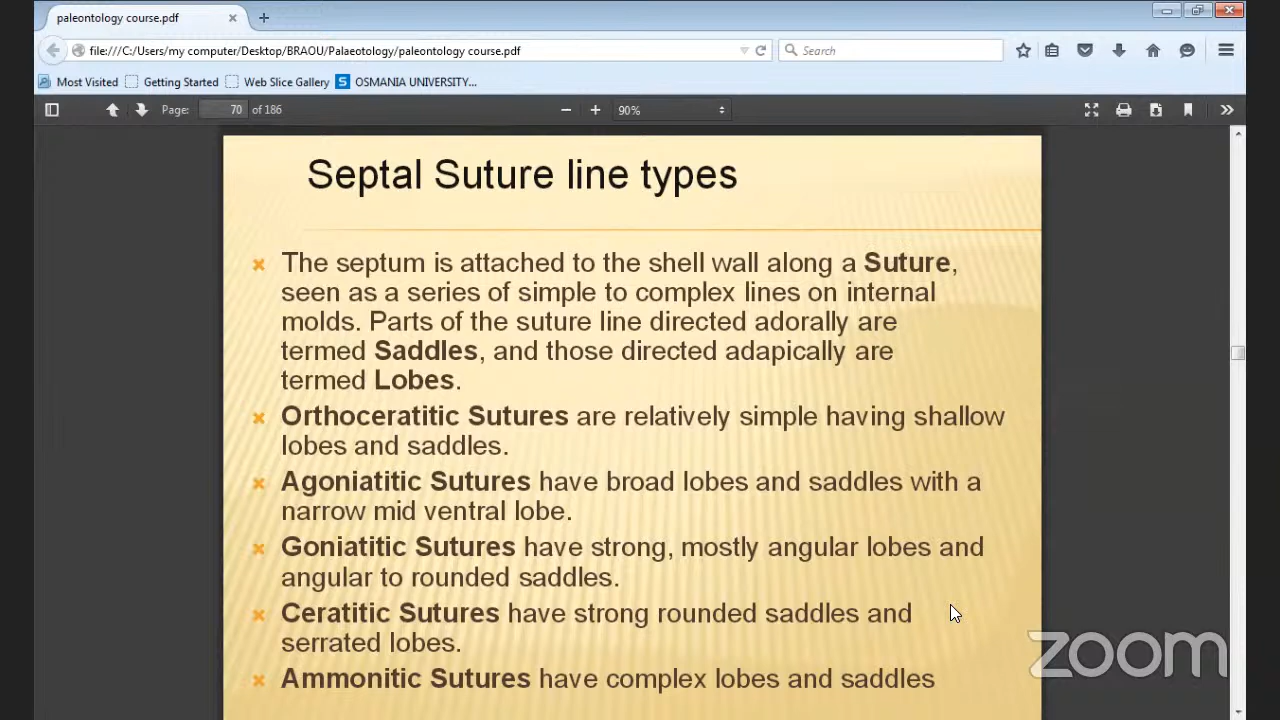 paleontology course.pdf
file:///C:/Users/my computer/Desktop/BRAOU/Palaeotology/paleontology course.pdf
Search
Most Visited
Getting Started
Web Slice Gallery
S OSMANIA UNIVERSITY...
Page: 70 of 186
90%
Septal Suture line types
The septum is attached to the shell wall along a Suture,
seen as a series of simple to complex lines on internal
molds. Parts of the suture line directed adorally are
termed Saddles, and those directed adapically are
termed Lobes.
Orthoceratitic Sutures are relatively simple having shallow
lobes and saddles.
Agoniatitic Sutures have broad lobes and saddles with a
narrow mid ventral lobe.
Goniatitic Sutures have strong, mostly angular lobes and
angular to rounded saddles.
Ceratitic Sutures have strong rounded saddles and
serrated lobes.
Ammonitic Sutures have complex lobes and saddles
zoom